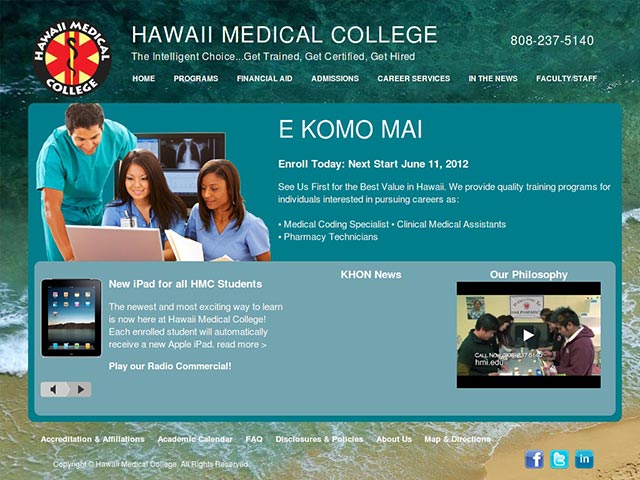 HAWAII MEDICAL
COLLEGE
HAWAII MEDICAL COLLEGE
The Intelligent Choice...Get Trained, Get Certified, Get Hired
808-237-5140
HOME PROGRAMS FINANCIAL AID ADMISSIONS CAREER SERVICES IN THE NEWS FACULTY/STAFF
E KOMO MAI
Enroll Today: Next Start June 11, 2012
See Us First for the Best Value in Hawaii. We provide quality training programs for
individuals interested in pursuing careers as:
• Medical Coding Specialist • Clinical Medical Assistants
• Pharmacy Technicians
New iPad for all HMC Students
The newest and most exciting way to learn
is now here at Hawaii Medical College!
Each enrolled student will automatically
receive a new Apple iPad. read more >
Play our Radio Commercial!
KHON News
Our Philosophy
hmi.edu
Accreditation & Affiliations Academic Calendar FAQ Disclosures & Policies About Us Map & Directions
Copyright © Hawaii Medical College. All Rights Reserved.